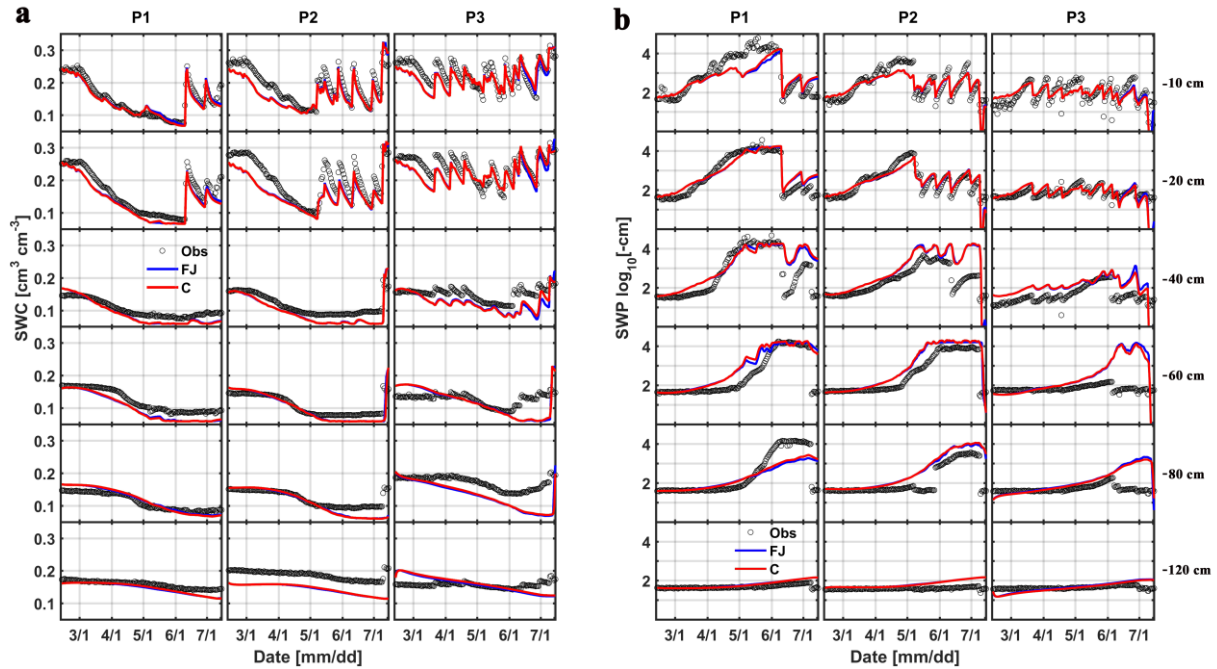 a
P1 P2 P3
0.3
0.2
0.1
0.3
0.2
0.1
0.3
0.2
0.1
0.2
0.1
0.2
0.1
0.2
0.1
SWC [cm³ cm⁻³]
Obs
FJ
C
3/1 4/1 5/1 6/1 7/1 3/1 4/1 5/1 6/1 7/1 3/1 4/1 5/1 6/1 7/1
Date [mm/dd]
b
P1 P2 P3
4
2
-10 cm
4
2
-20 cm
4
2
-40 cm
4
2
-60 cm
4
2
-80 cm
2
-120 cm
SWP log₁₀[-cm]
Obs
FJ
C
3/1 4/1 5/1 6/1 7/1 3/1 4/1 5/1 6/1 7/1 3/1 4/1 5/1 6/1 7/1
Date [mm/dd]